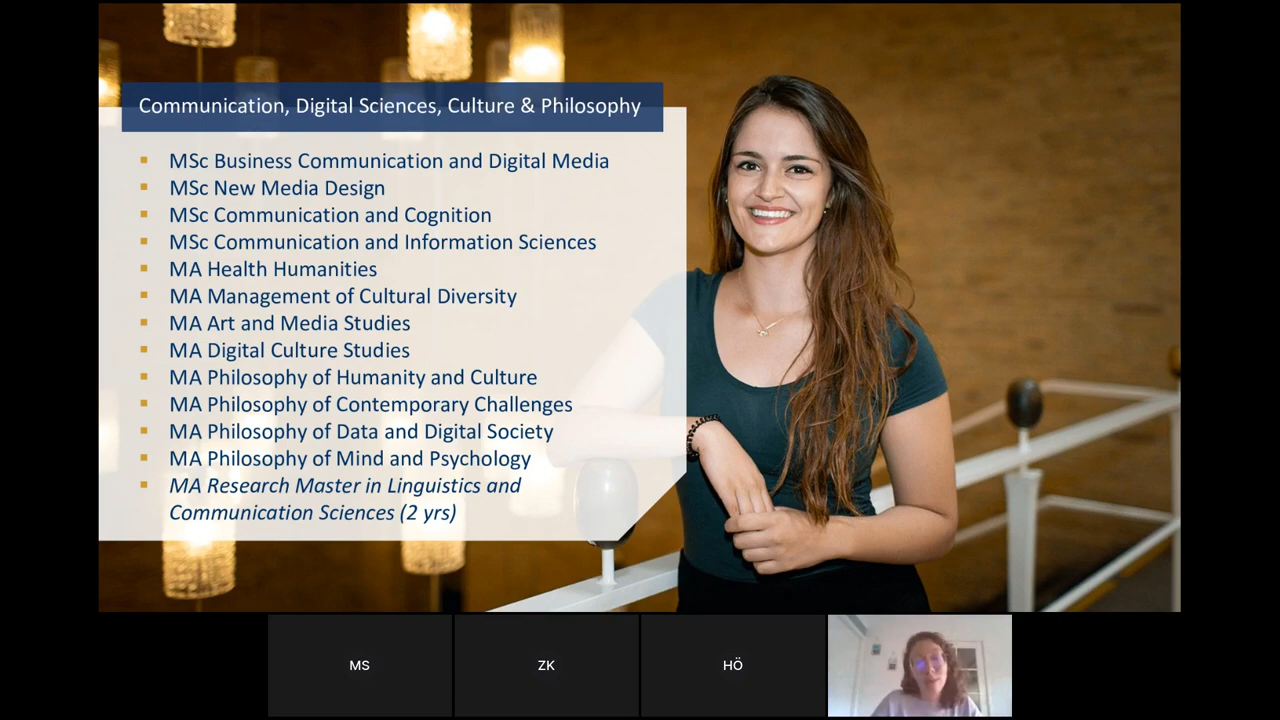 Communication, Digital Sciences, Culture & Philosophy
MSc Business Communication and Digital Media
MSc New Media Design
MSc Communication and Cognition
MSc Communication and Information Sciences
MA Health Humanities
MA Management of Cultural Diversity
MA Art and Media Studies
MA Digital Culture Studies
MA Philosophy of Humanity and Culture
MA Philosophy of Contemporary Challenges
MA Philosophy of Data and Digital Society
MA Philosophy of Mind and Psychology
MA Research Master in Linguistics and
Communication Sciences (2 yrs)
MS
ZK
HÖ